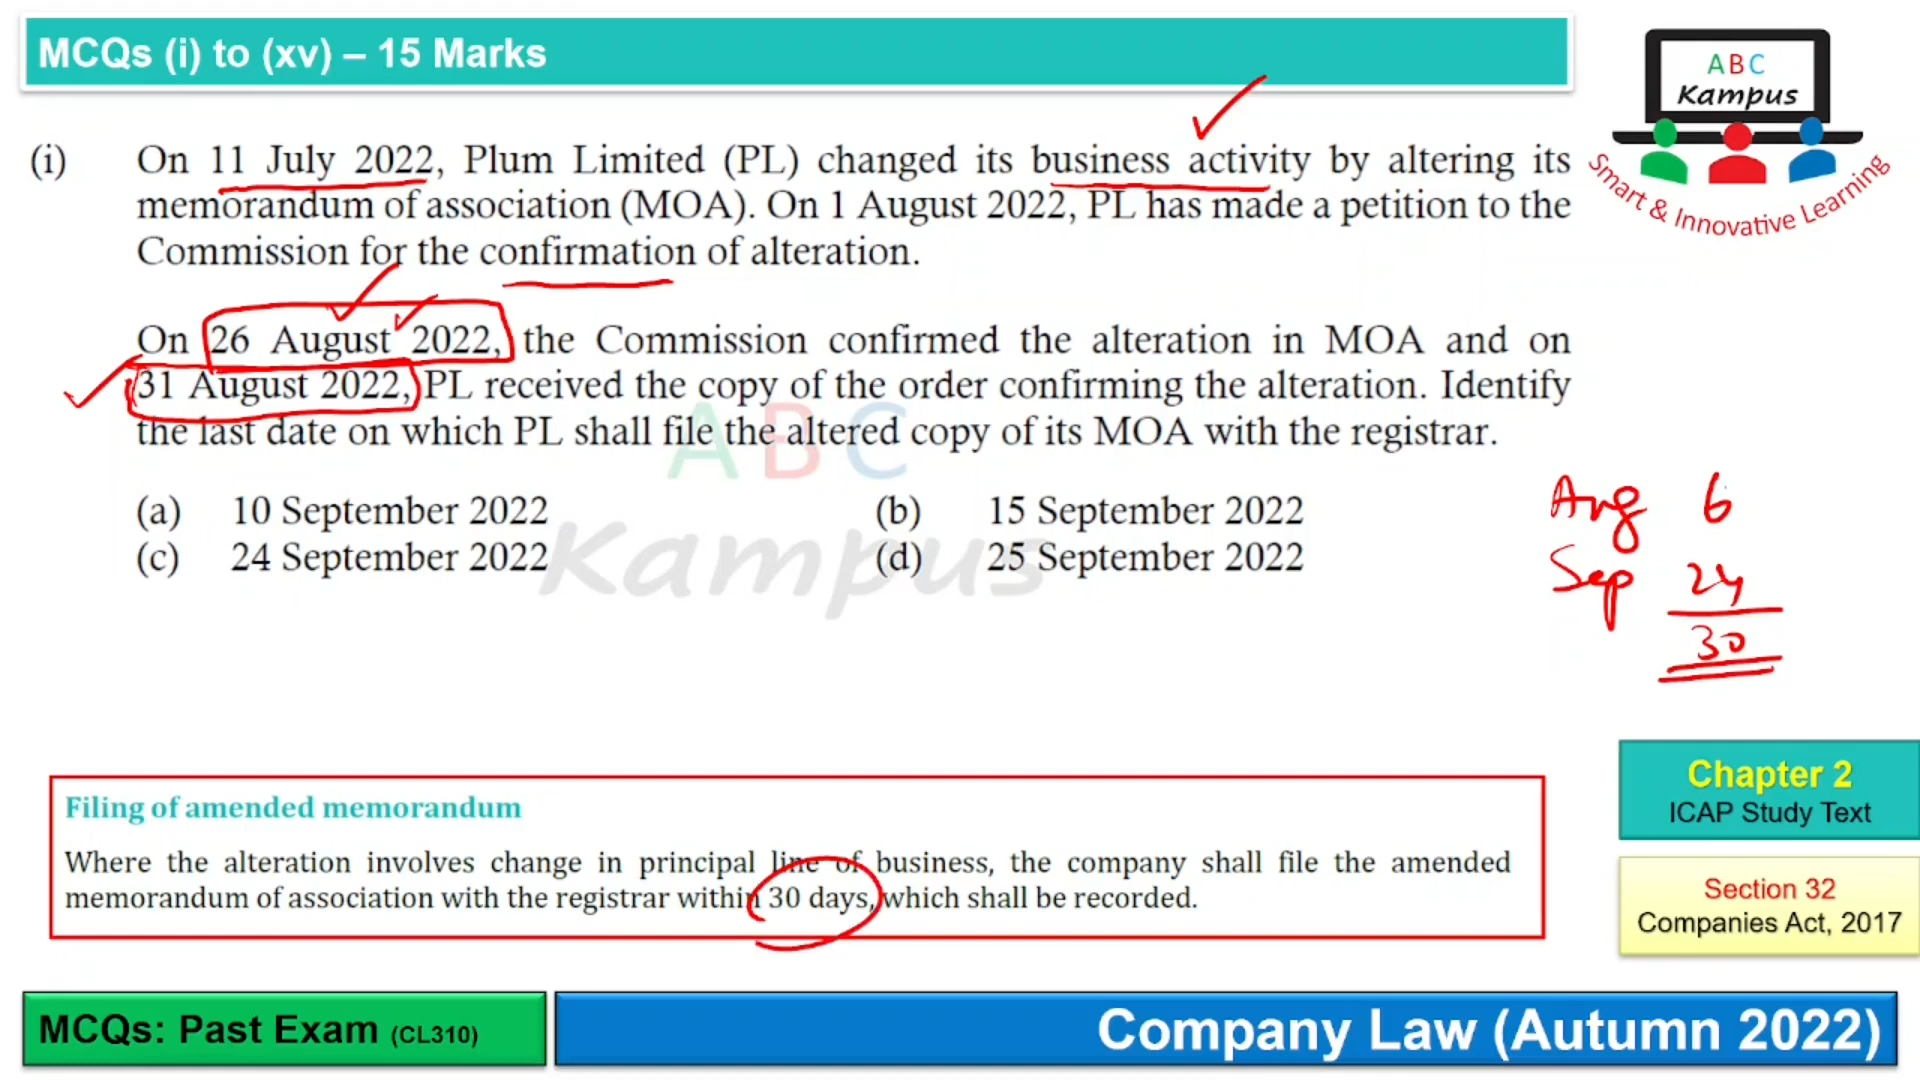 MCQs (i) to (xv) – 15 Marks
ABC
Kampus
Smart & Innovative Learning
(i) On 11 July 2022, Plum Limited (PL) changed its business activity by altering its
memorandum of association (MOA). On 1 August 2022, PL has made a petition to the
Commission for the confirmation of alteration.
On 26 August 2022, the Commission confirmed the alteration in MOA and on
31 August 2022, PL received the copy of the order confirming the alteration. Identify
the last date on which PL shall file the altered copy of its MOA with the registrar.
ABC
Kampus
(a) 10 September 2022 (b) 15 September 2022
(c) 24 September 2022 (d) 25 September 2022
Aug 6
Sep 24
30
Filing of amended memorandum
Where the alteration involves change in principal line of business, the company shall file the amended
memorandum of association with the registrar within 30 days, which shall be recorded.
Chapter 2
ICAP Study Text
Section 32
Companies Act, 2017
MCQs: Past Exam (CL310)
Company Law (Autumn 2022)